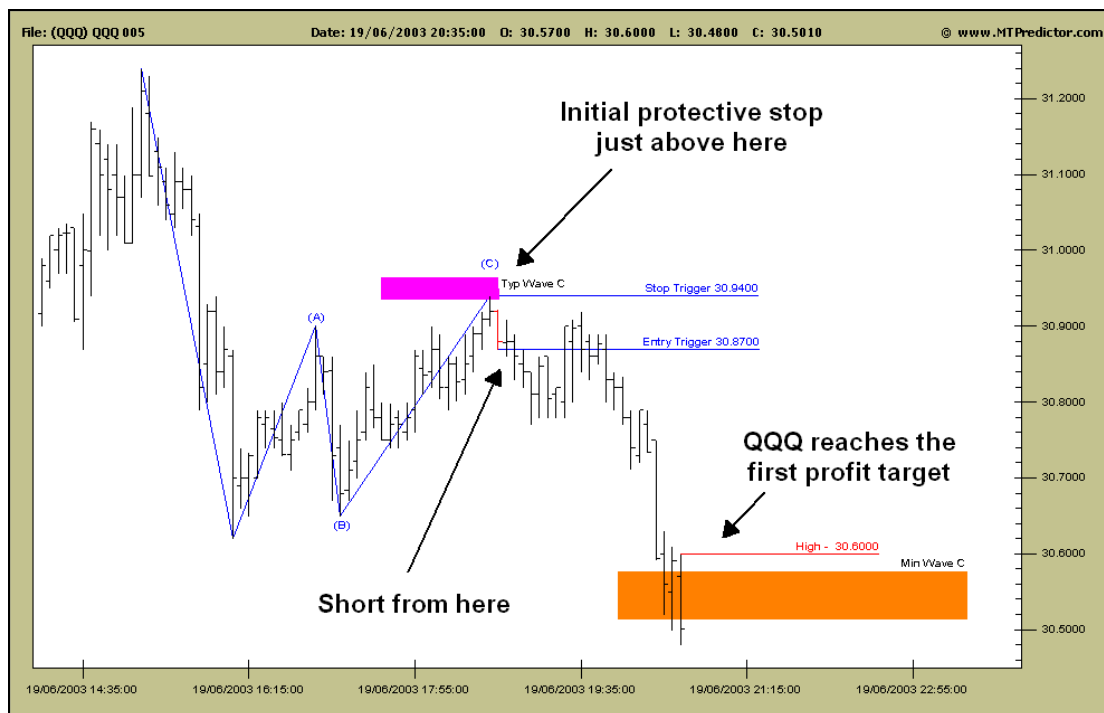 File: (QQQ) QQQ 005 Date: 19/06/2003 20:35:00 O: 30.5700 H: 30.6000 L: 30.4800 C: 30.5010 @ www.MTPredictor.com
Initial protective stop
just above here
31.2000
31.1000
31.0000
(C)
Typ Wave C
Stop Trigger 30.9400
(A)
30.9000
Entry Trigger 30.8700
30.8000
QQQ reaches the
first profit target
30.7000
(B)
High - 30.6000
30.6000
Min Wave C
Short from here
30.5000
19/06/2003 14:35:00 19/06/2003 16:15:00 19/06/2003 17:55:00 19/06/2003 19:35:00 19/06/2003 21:15:00 19/06/2003 22:55:00